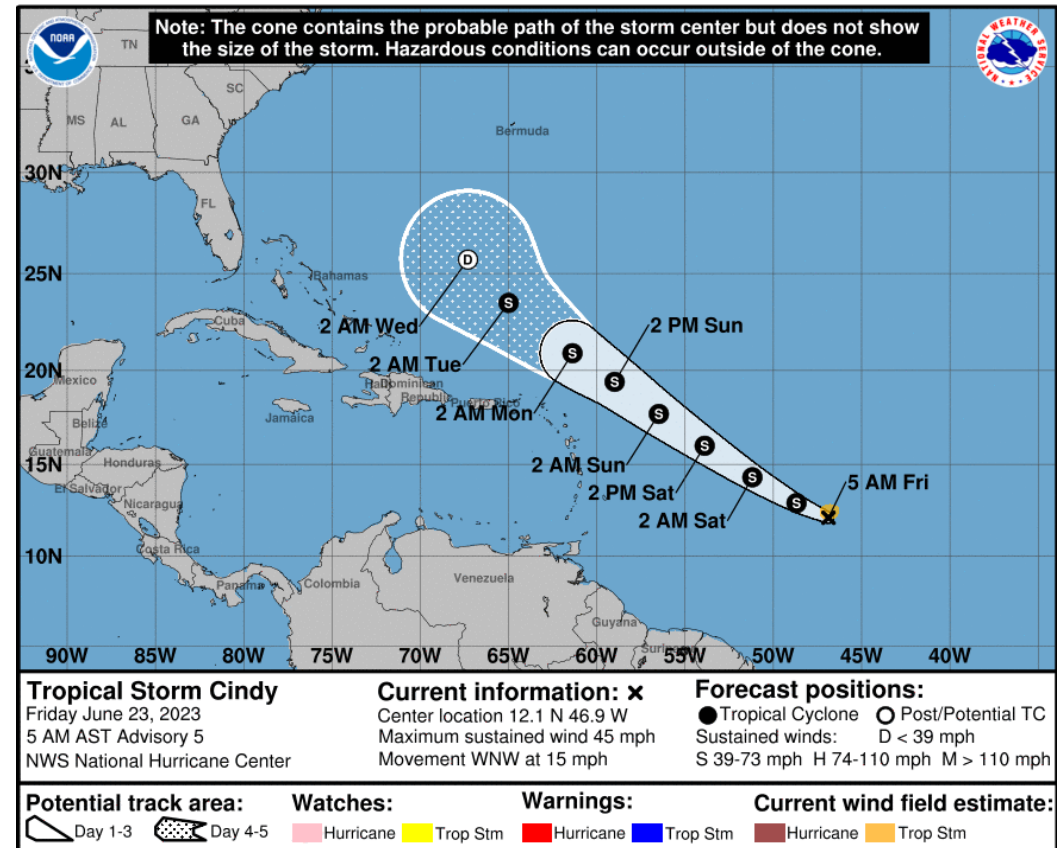 Note: The cone contains the probable path of the storm center but does not show
the size of the storm. Hazardous conditions can occur outside of the cone.
NOAA
NATIONAL WEATHER SERVICE
TN
SC
MS
AL
GA
Bermuda
30N
FL
25N
Bahamas
2 AM Wed
Cuba
2 PM Sun
2 AM Tue
20N
Mexico
Dominican
Republic
Puerto Rico
Jamaica
2 AM Mon
Belize
Guatemala
Honduras
15N
2 AM Sun
5 AM Fri
El Salvador
2 PM Sat
Nicaragua
2 AM Sat
D
S
S
S
S
S
S
S
10N
Costa Rica
Panama
Colombia
Venezuela
Guyana
90W 85W 80W 75W 70W 65W 60W 55W 50W 45W 40W
Tropical Storm Cindy
Friday June 23, 2023
5 AM AST Advisory 5
NWS National Hurricane Center
Current information: ×
Center location 12.1 N 46.9 W
Maximum sustained wind 45 mph
Movement WNW at 15 mph
Forecast positions:
Tropical Cyclone Post/Potential TC
Sustained winds: D < 39 mph
S 39-73 mph H 74-110 mph M > 110 mph
Potential track area:
Day 1-3 Day 4-5
Watches:
Hurricane Trop Stm
Warnings:
Hurricane Trop Stm
Current wind field estimate:
Hurricane Trop Stm